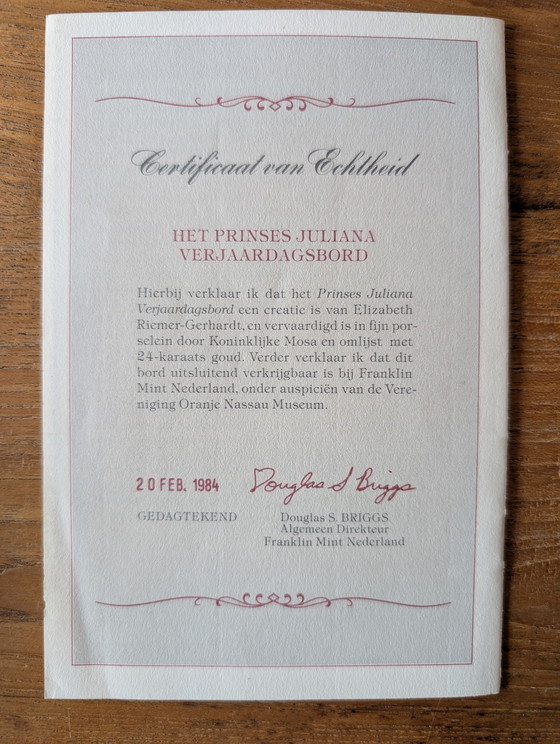 Certificaat van Echtheid
HET PRINSES JULIANA
VERJAARDAGSBORD
Hierbij verklaar ik dat het Prinses Juliana
Verjaardagsbord een creatie is van Elizabeth
Riemer-Gerhardt, en vervaardigd is in fijn por-
selein door Koninklijke Mosa en omlijst met
24-karaats goud. Verder verklaar ik dat dit
bord uitsluitend verkrijgbaar is bij Franklin
Mint Nederland, onder auspiciën van de Vere-
niging Oranje Nassau Museum.
20 FEB. 1984 Douglas S Briggs
GEDAGTEKEND Douglas S. BRIGGS
Algemeen Direkteur
Franklin Mint Nederland